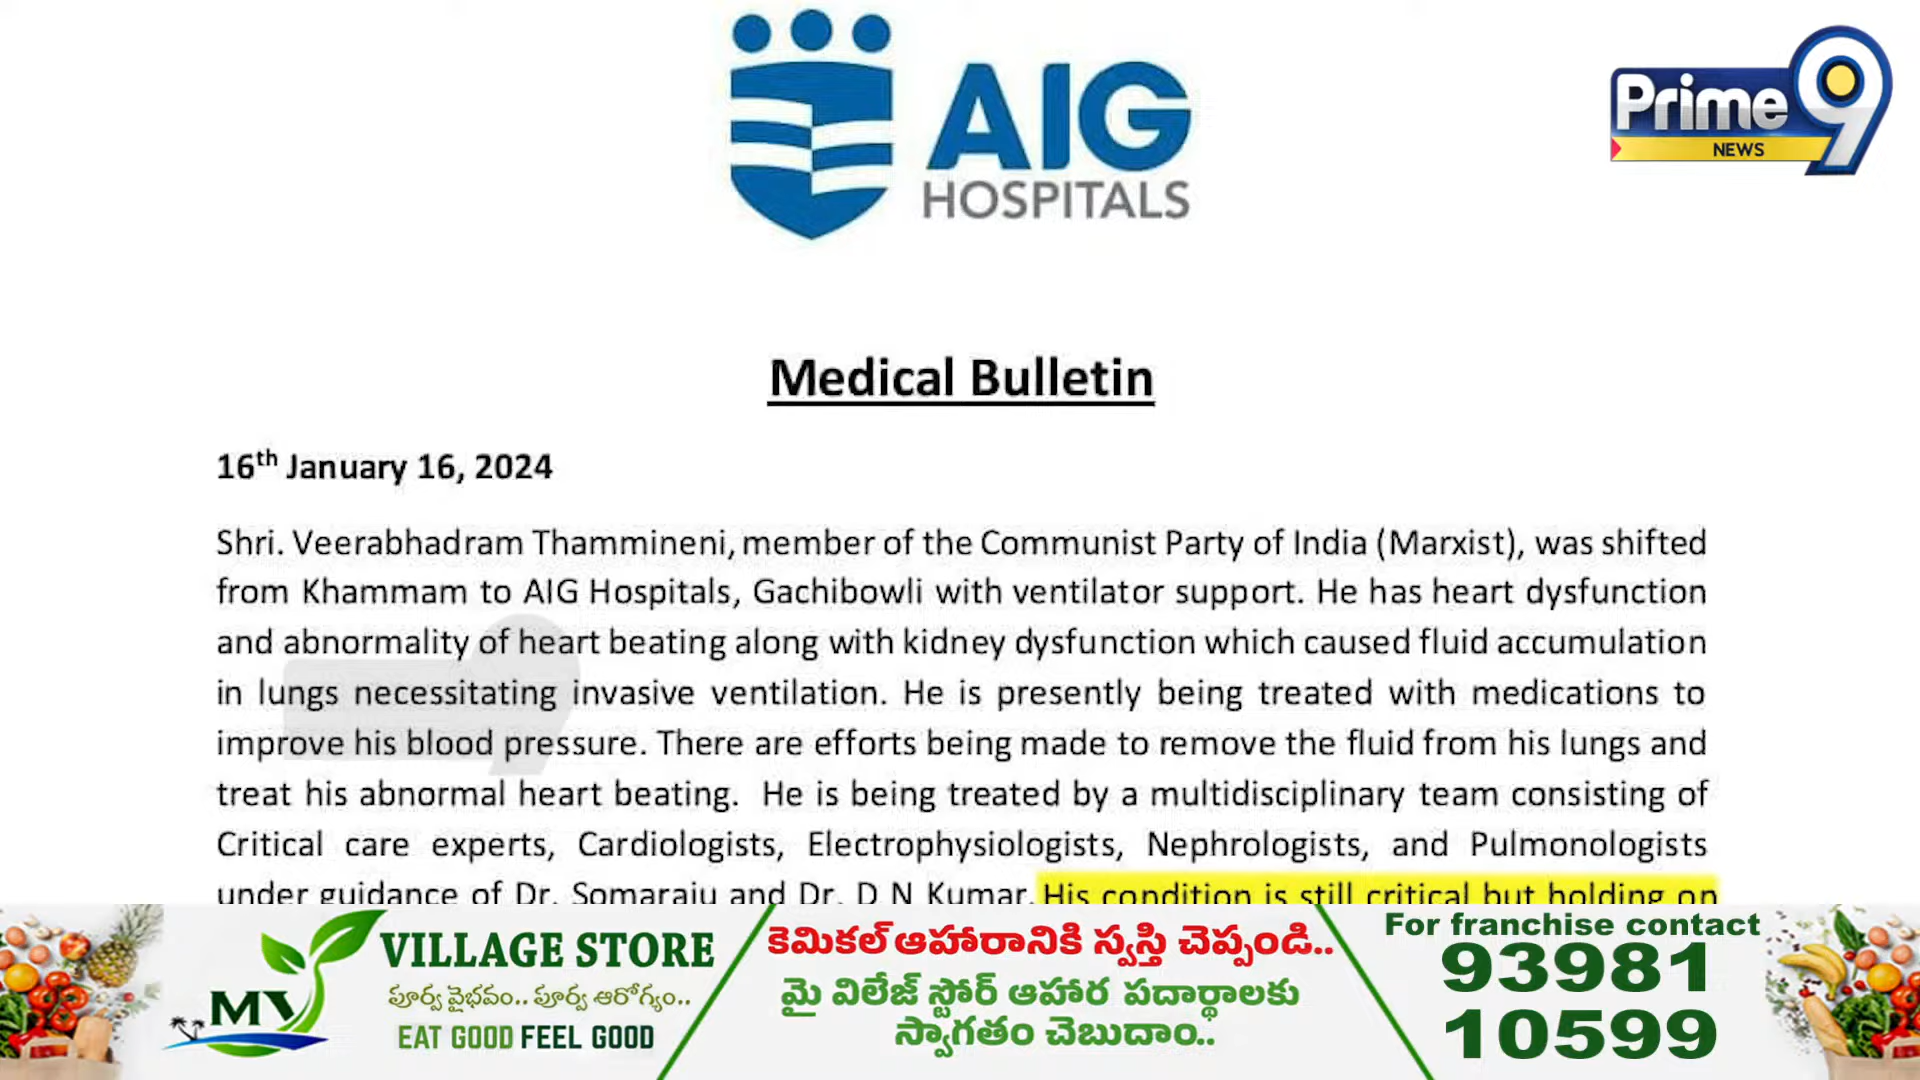 AIG
HOSPITALS
Prime9
NEWS
Medical Bulletin
16th January 16, 2024
Shri. Veerabhadram Thammineni, member of the Communist Party of India (Marxist), was shifted
from Khammam to AIG Hospitals, Gachibowli with ventilator support. He has heart dysfunction
and abnormality of heart beating along with kidney dysfunction which caused fluid accumulation
in lungs necessitating invasive ventilation. He is presently being treated with medications to
improve his blood pressure. There are efforts being made to remove the fluid from his lungs and
treat his abnormal heart beating. He is being treated by a multidisciplinary team consisting of
Critical care experts, Cardiologists, Electrophysiologists, Nephrologists, and Pulmonologists
under guidance of Dr. Somaraju and Dr. D N Kumar. His condition is still critical but holding on
MV
VILLAGE STORE
పూర్వ వైభవం.. పూర్వ ఆరోగ్యం..
EAT GOOD FEEL GOOD
కెమికల్ ఆహారానికి స్వస్తి చెప్పండి..
మై విలేజ్ స్టోర్ ఆహార పదార్థాలకు
స్వాగతం చెబుదాం..
For franchise contact
93981
10599